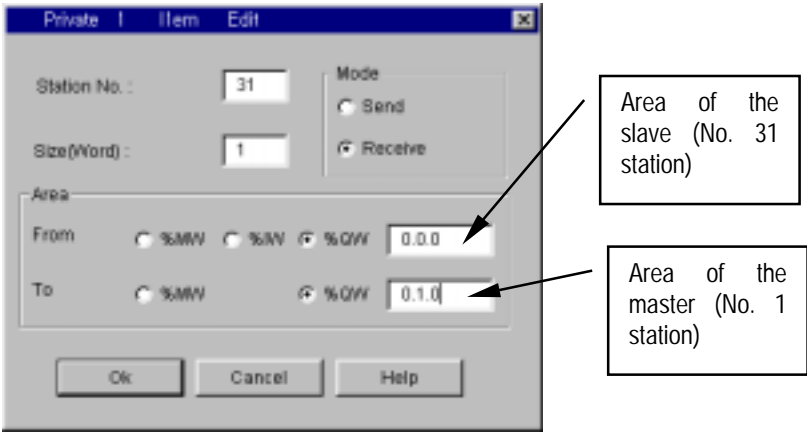 Private 1 Item Edit
Station No. : 31
Size(Word) : 1
Mode
Send
Receive
Area
From %MW %IW %QW 0.0.0
To %MW %QW 0.1.0
Ok Cancel Help
Area of the
slave (No. 31
station)
Area of the
master (No. 1
station)